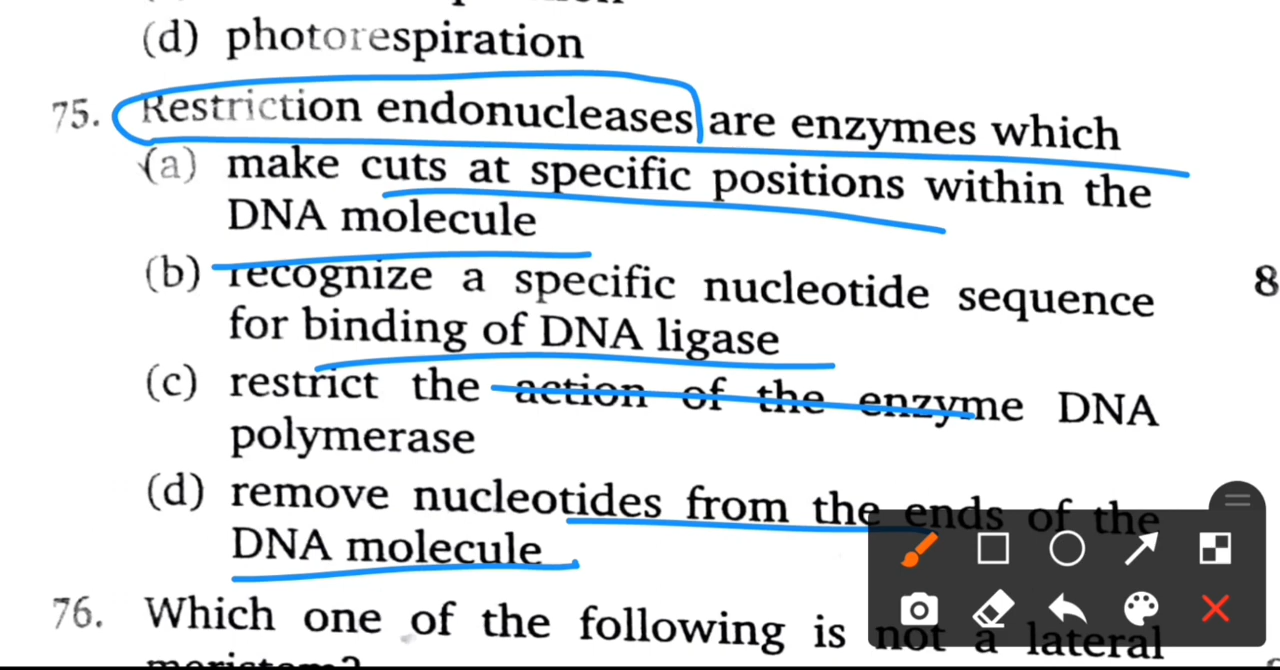 (d) photorespiration
75. Restriction endonucleases are enzymes which
(a) make cuts at specific positions within the
DNA molecule
(b) recognize a specific nucleotide sequence
8
for binding of DNA ligase
(c) restrict the action of the enzyme DNA
polymerase
(d) remove nucleotides from the ends of the
DNA molecule
76. Which one of the following is not a lateral